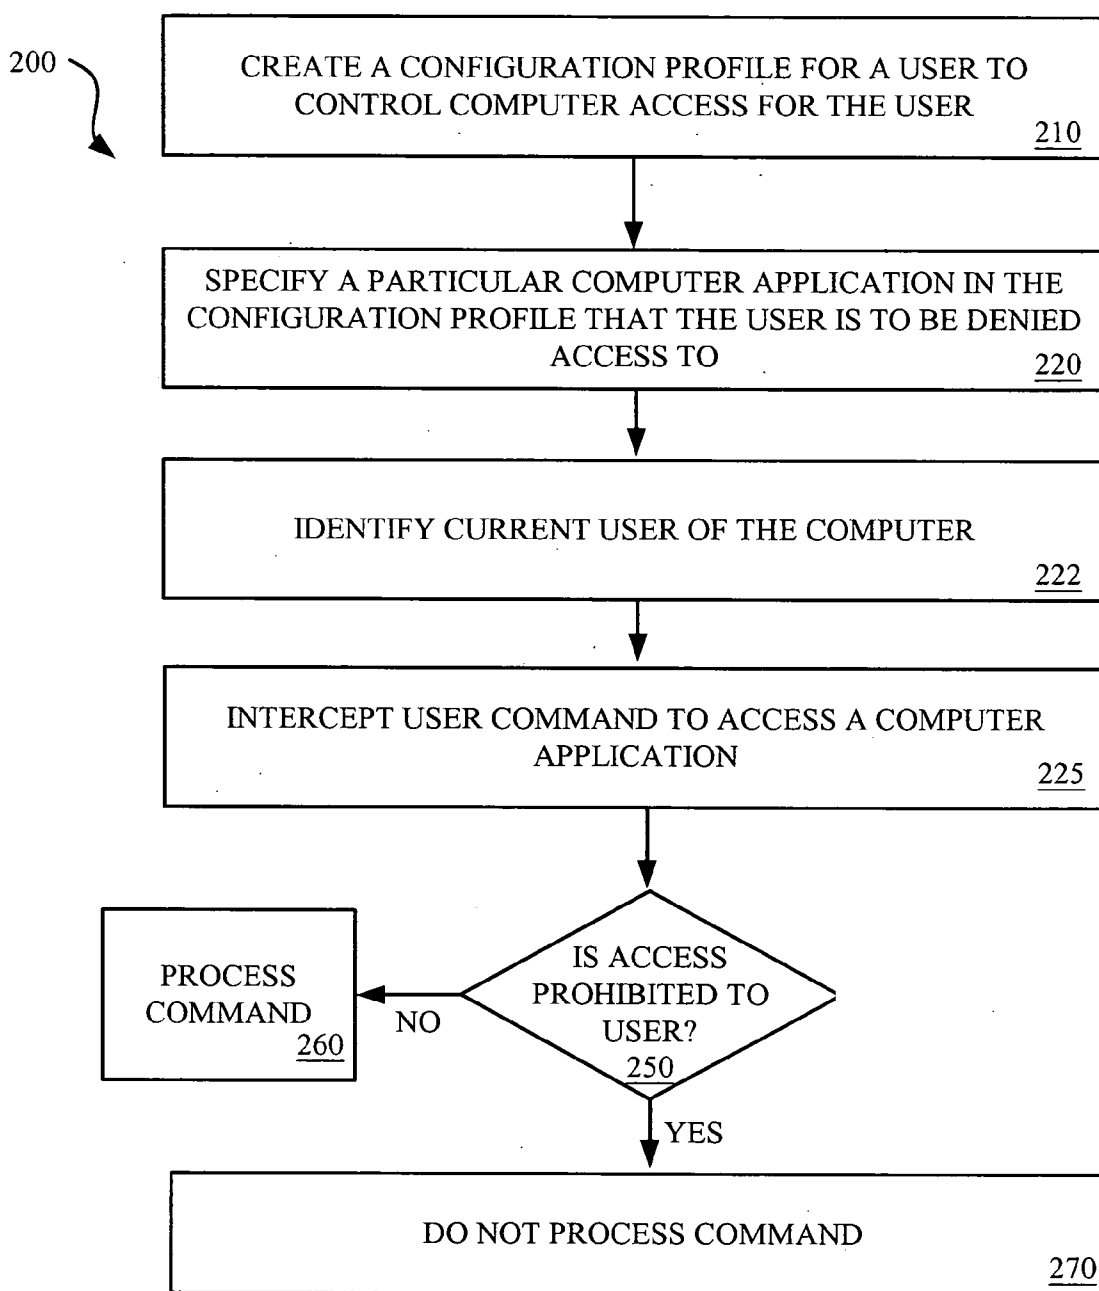 200
CREATE A CONFIGURATION PROFILE FOR A USER TO
CONTROL COMPUTER ACCESS FOR THE USER
210
SPECIFY A PARTICULAR COMPUTER APPLICATION IN THE
CONFIGURATION PROFILE THAT THE USER IS TO BE DENIED
ACCESS TO
220
IDENTIFY CURRENT USER OF THE COMPUTER
222
INTERCEPT USER COMMAND TO ACCESS A COMPUTER
APPLICATION
225
IS ACCESS
PROHIBITED TO
USER?
250
NO
PROCESS
COMMAND
260
YES
DO NOT PROCESS COMMAND
270